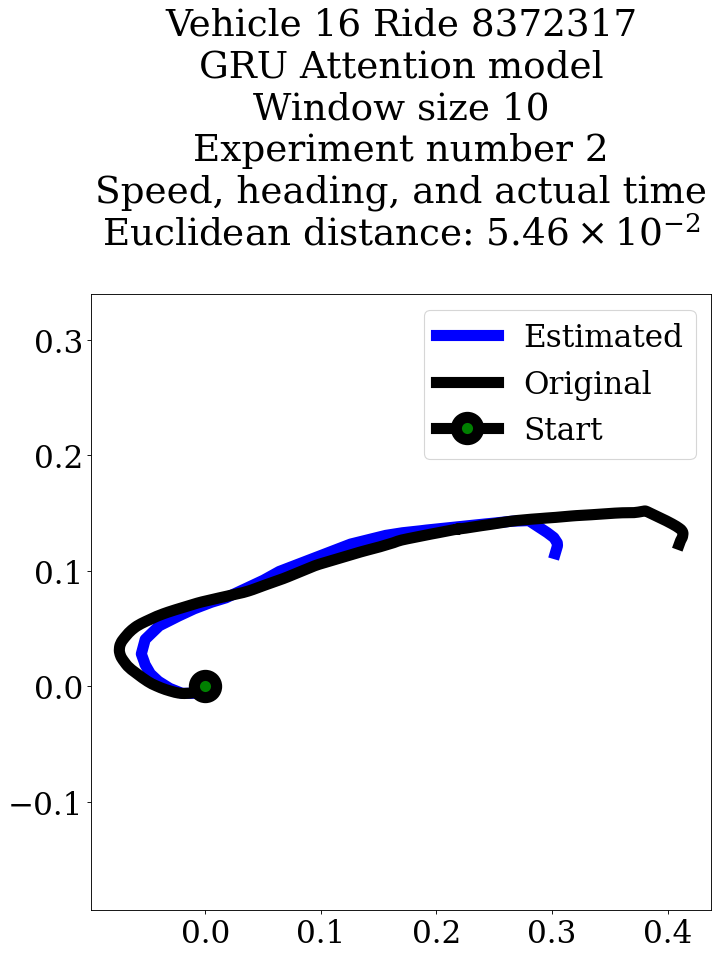 Vehicle 16 Ride 8372317
GRU Attention model
Window size 10
Experiment number 2
Speed, heading, and actual time
Euclidean distance: 5.46 × 10⁻²
Estimated
Original
Start
0.3
0.2
0.1
0.0
−0.1
0.0 0.1 0.2 0.3 0.4